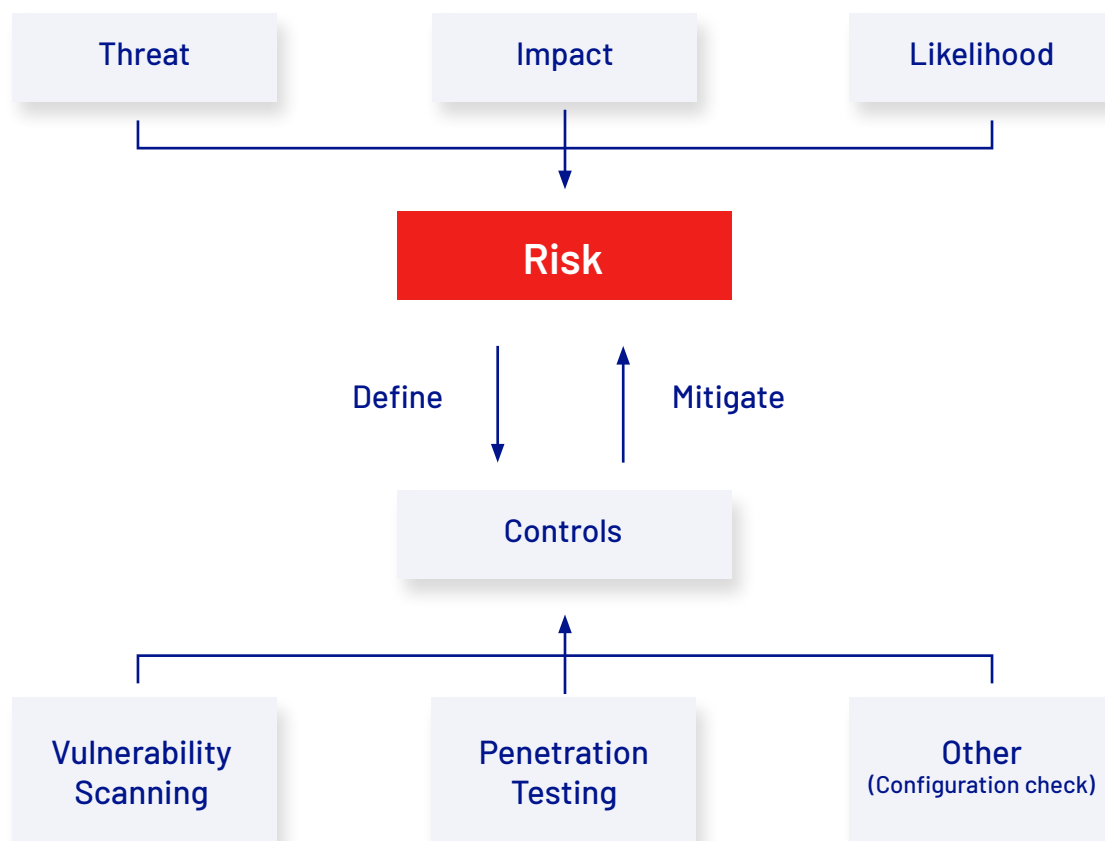 Threat
Impact
Likelihood
Risk
Define
Mitigate
Controls
Vulnerability
Scanning
Penetration
Testing
Other
(Configuration check)